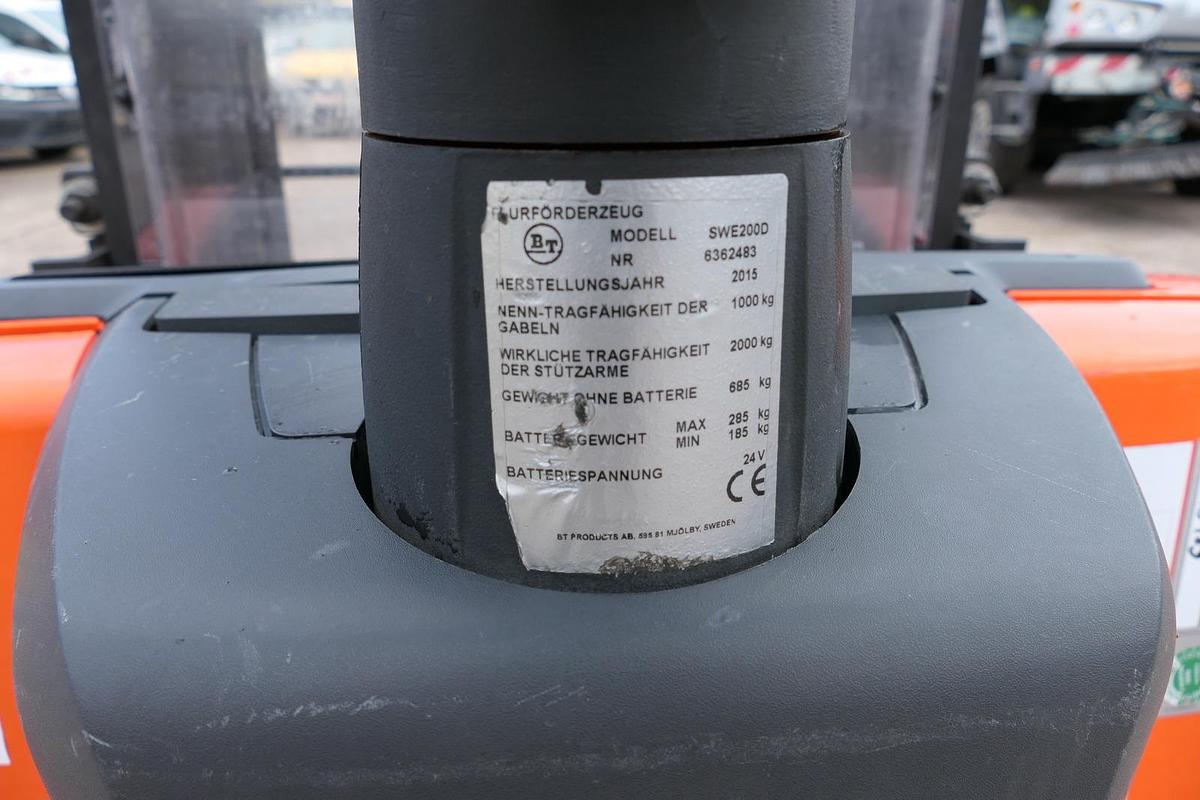 FLURFÖRDERZEUG
BT MODELL SWE200D
NR 6362483
HERSTELLUNGSJAHR 2015
NENN-TRAGFÄHIGKEIT DER 1000 kg
GABELN
WIRKLICHE TRAGFÄHIGKEIT 2000 kg
DER STÜTZARME
GEWICHT OHNE BATTERIE 685 kg
MAX 285 kg
BATTERIEGEWICHT MIN 185 kg
BATTERIESPANNUNG 24 V
CE
BT PRODUCTS AB, 595 81 MJÖLBY, SWEDEN